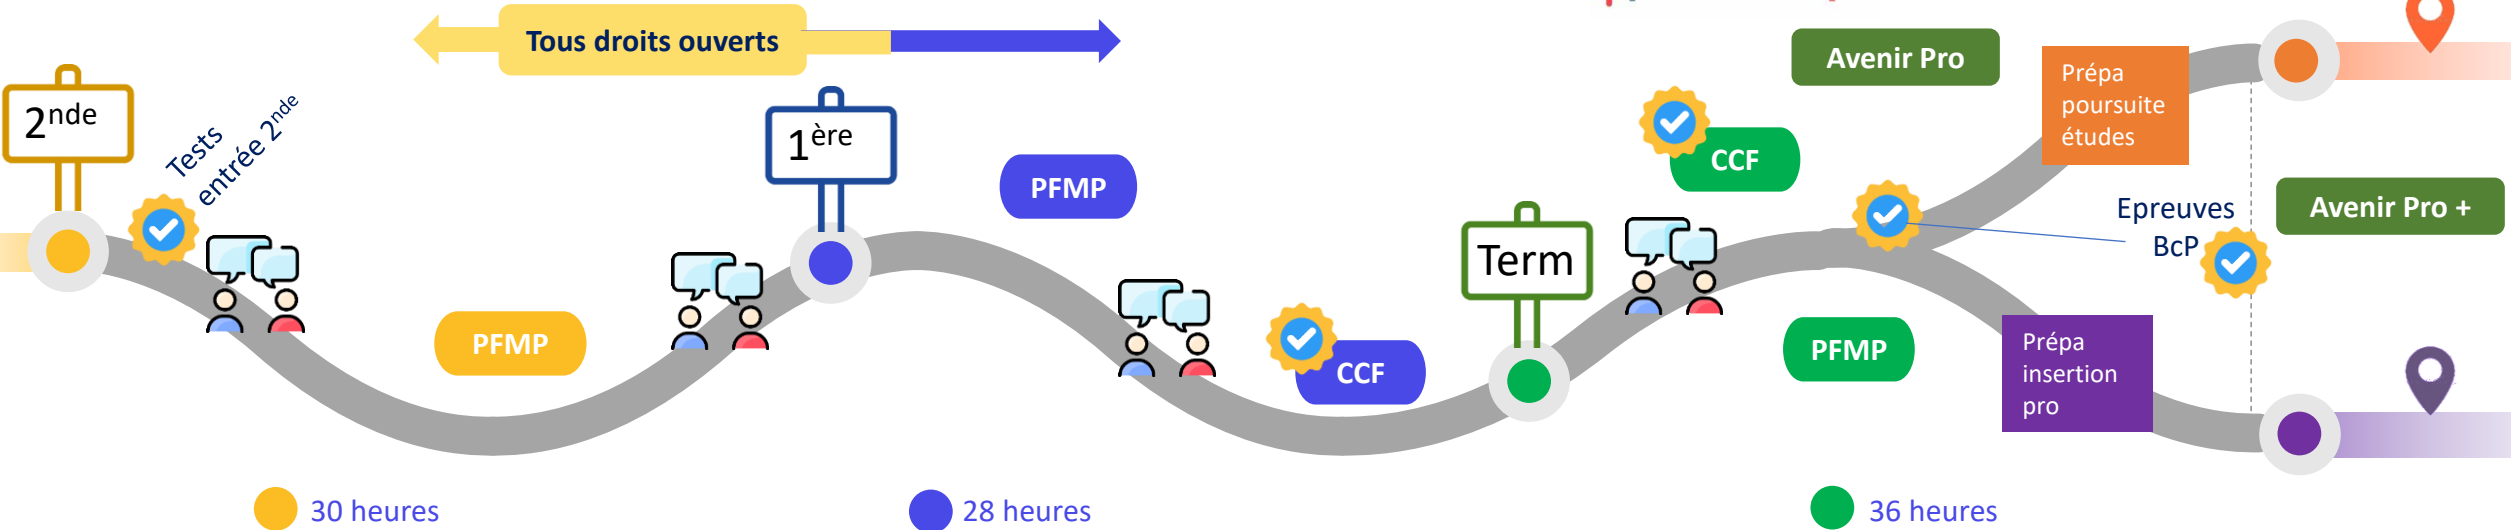 Tous droits ouverts
2nde
Tests
entrée 2nde
PFMP
1ère
PFMP
CCF
Term
CCF
Avenir Pro
PFMP
Prépa
poursuite
études
Epreuves
BcP
Avenir Pro +
Prépa
insertion
pro
30 heures
28 heures
36 heures